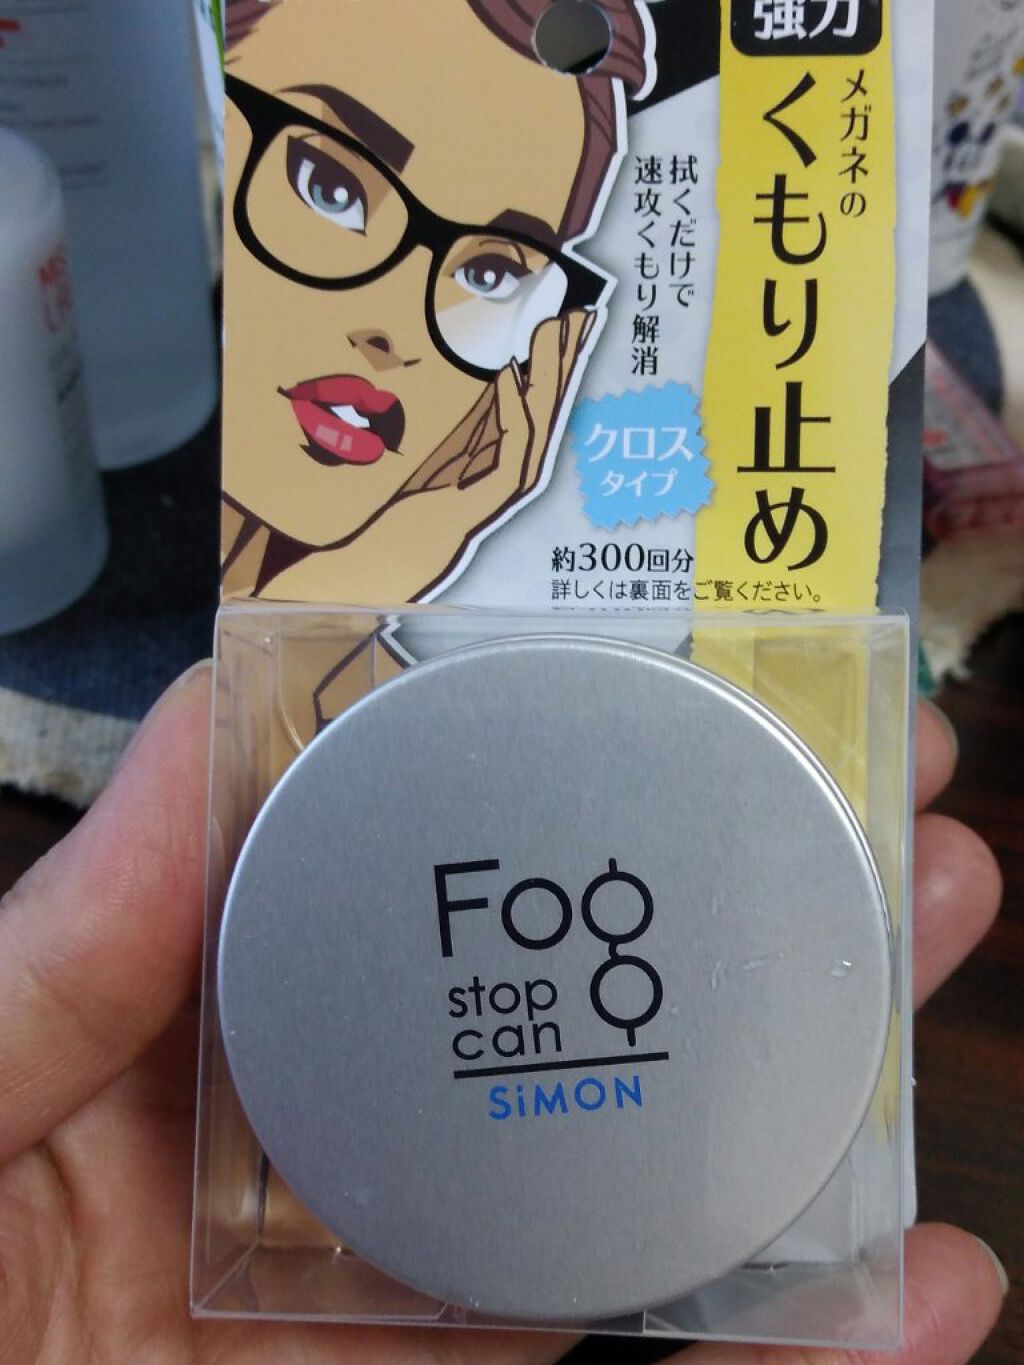 強力
メガネの
くもり止め
拭くだけで
速攻くもり解消
クロス
タイプ
約300回分
詳しくは裏面をご覧ください。
Fog
stop
can
SiMON